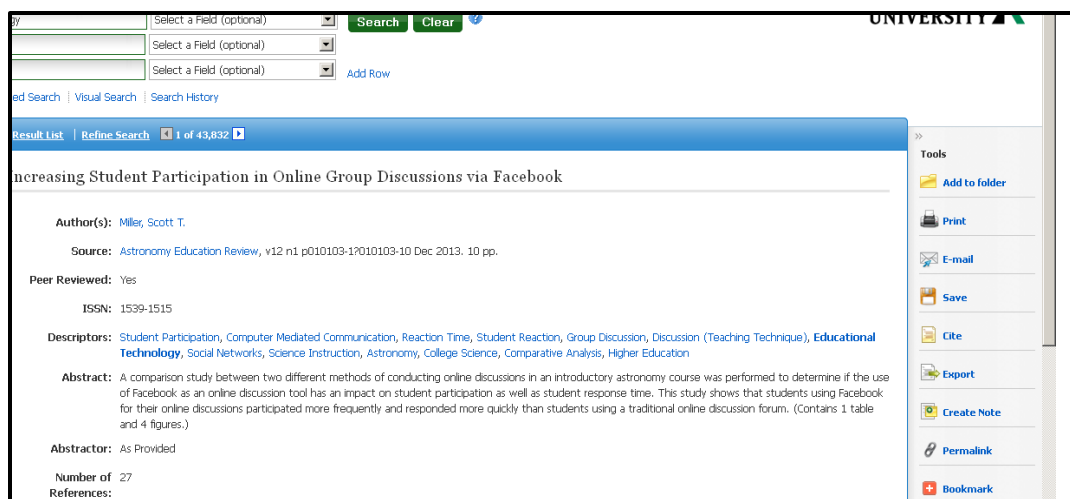 gy Select a Field (optional) Search Clear ? UNIVERSITY
Select a Field (optional)
Select a Field (optional) Add Row
ed Search Visual Search Search History
Result List Refine Search 1 of 43,832
»
Tools
Increasing Student Participation in Online Group Discussions via Facebook
Add to folder
Author(s): Miller, Scott T.
Print
Source: Astronomy Education Review, v12 n1 p010103-1?010103-10 Dec 2013. 10 pp.
E-mail
Peer Reviewed: Yes
Save
ISSN: 1539-1515
Descriptors: Student Participation, Computer Mediated Communication, Reaction Time, Student Reaction, Group Discussion, Discussion (Teaching Technique), Educational
Technology, Social Networks, Science Instruction, Astronomy, College Science, Comparative Analysis, Higher Education
Cite
Abstract: A comparison study between two different methods of conducting online discussions in an introductory astronomy course was performed to determine if the use
of Facebook as an online discussion tool has an impact on student participation as well as student response time. This study shows that students using Facebook
for their online discussions participated more frequently and responded more quickly than students using a traditional online discussion forum. (Contains 1 table
and 4 figures.)
Export
Create Note
Abstractor: As Provided
Permalink
Number of 27
References:
Bookmark